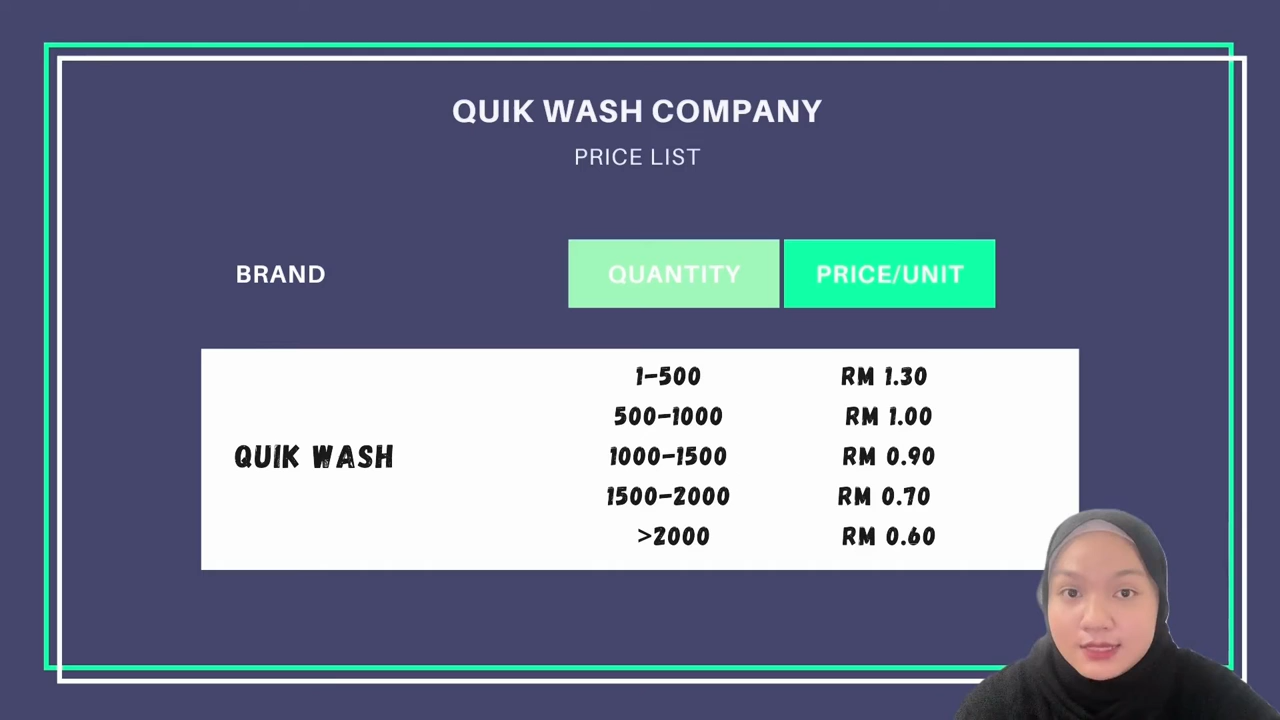 QUIK WASH COMPANY
PRICE LIST
BRAND QUANTITY PRICE/UNIT
1-500 RM 1.30
500-1000 RM 1.00
QUIK WASH 1000-1500 RM 0.90
1500-2000 RM 0.70
>2000 RM 0.60